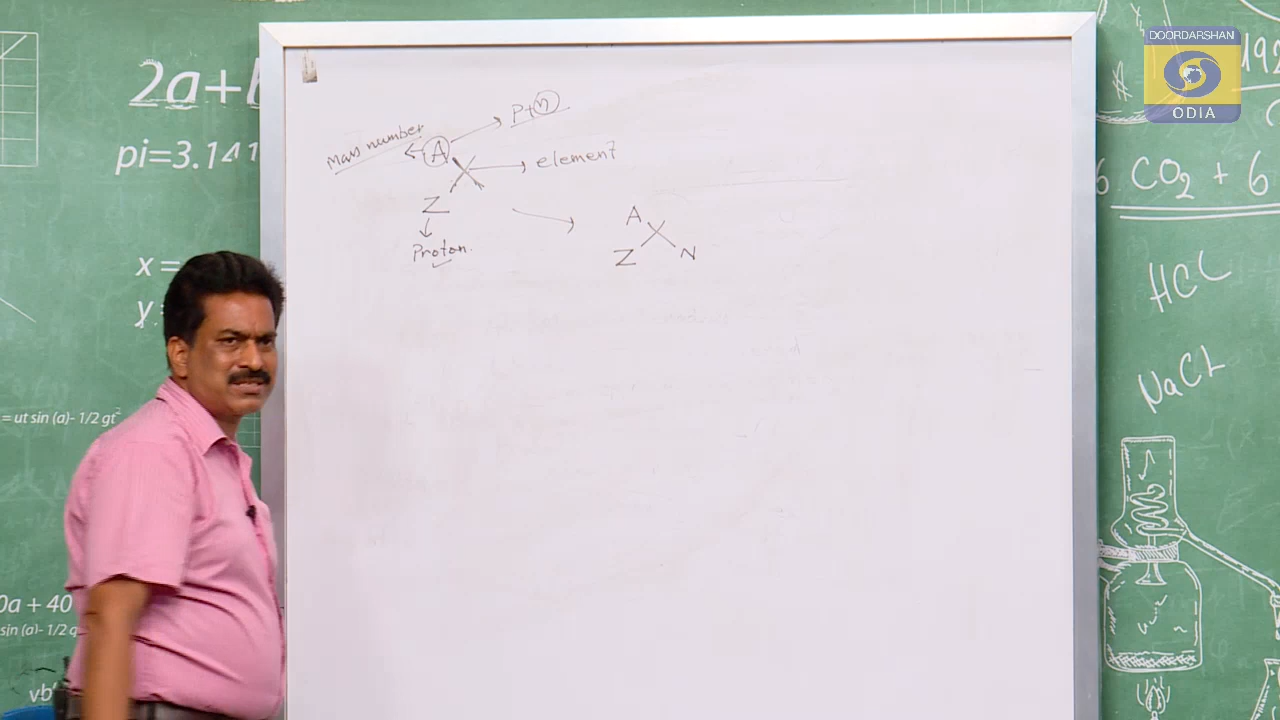 2a+b
pi=3.141
x =
y =
= ut sin (a)- 1/2 gt²
0a + 40
sin (a)- 1/2 g
vb
Mass number
A
P+n
X
element
Z
Proton.
A
X
Z
N
DOORDARSHAN
ODIA
192
6 CO₂ + 6
HCL
NaCL